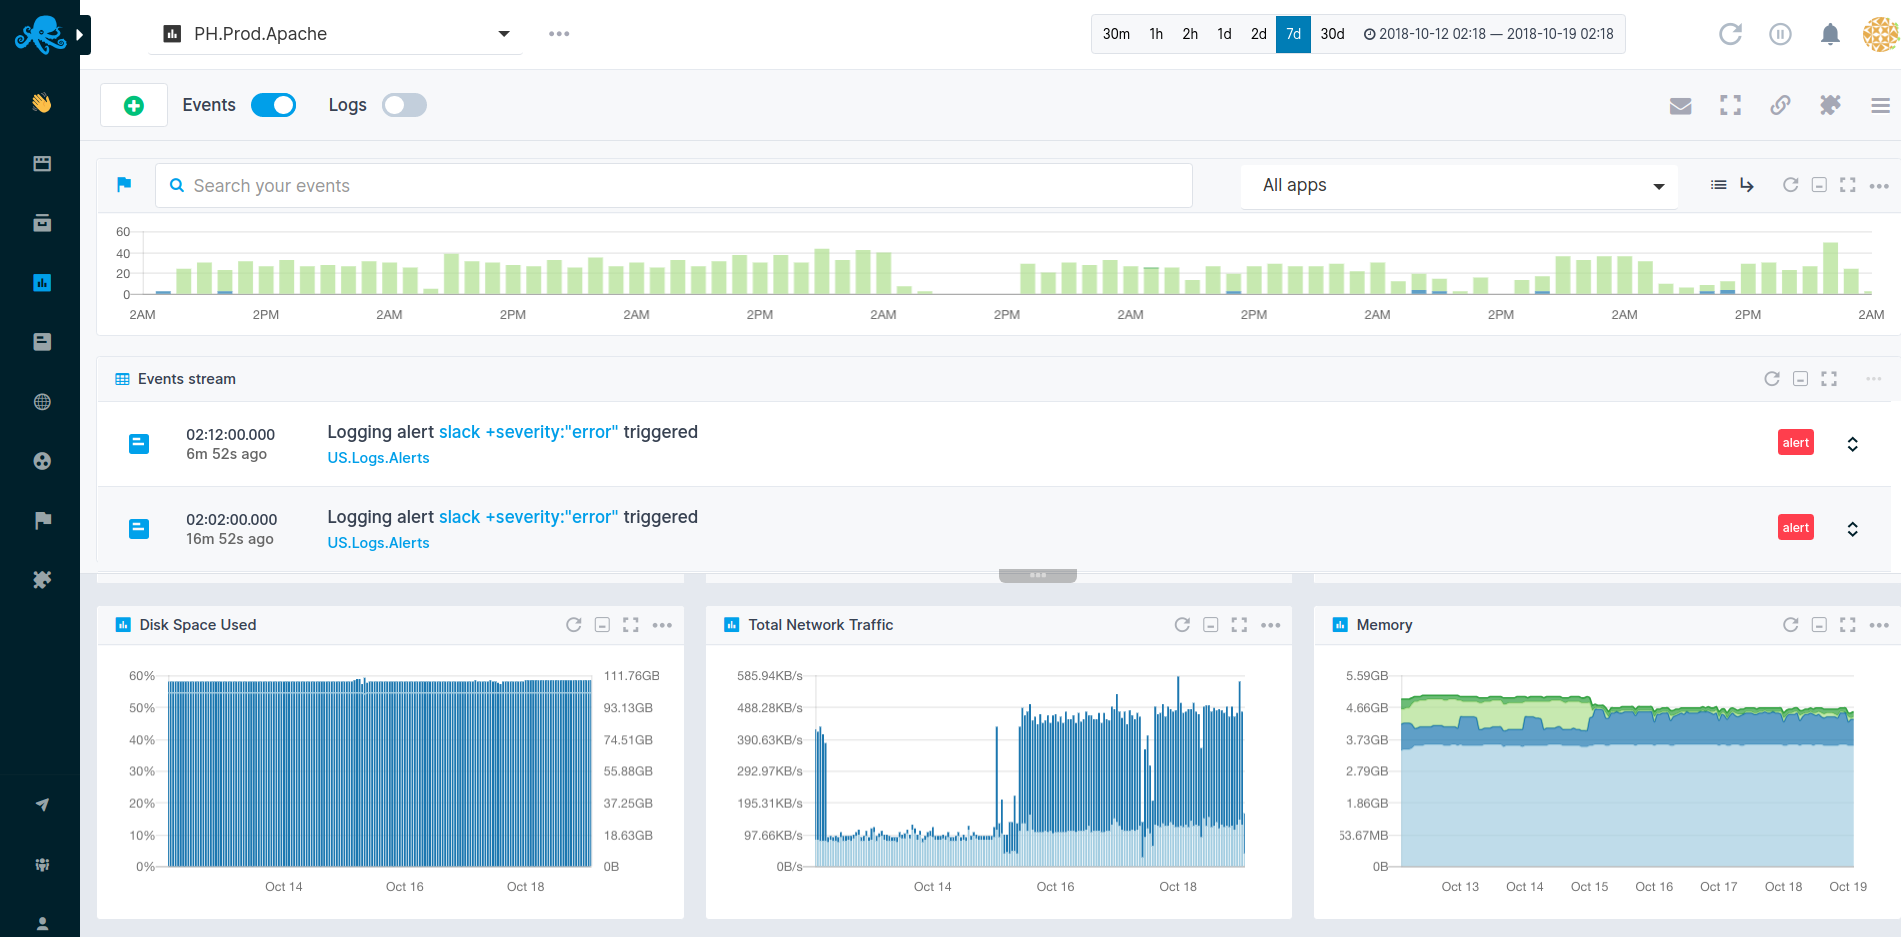 PH.Prod.Apache
30m 1h 2h 1d 2d 7d 30d 2018-10-12 02:18 — 2018-10-19 02:18
Events Logs
Search your events
All apps
60
40
20
0
2AM 2PM 2AM 2PM 2AM 2PM 2AM 2PM 2AM 2PM 2AM 2PM 2AM 2PM 2AM
Events stream
02:12:00.000
6m 52s ago
Logging alert slack +severity:"error" triggered
US.Logs.Alerts
alert
02:02:00.000
16m 52s ago
Logging alert slack +severity:"error" triggered
US.Logs.Alerts
alert
Disk Space Used
60% 111.76GB
50% 93.13GB
40% 74.51GB
30% 55.88GB
20% 37.25GB
10% 18.63GB
0% 0B
Oct 14 Oct 16 Oct 18
Total Network Traffic
585.94KB/s
488.28KB/s
390.63KB/s
292.97KB/s
195.31KB/s
97.66KB/s
0B/s
Oct 14 Oct 16 Oct 18
Memory
5.59GB
4.66GB
3.73GB
2.79GB
1.86GB
53.67MB
0B
Oct 13 Oct 14 Oct 15 Oct 16 Oct 17 Oct 18 Oct 19